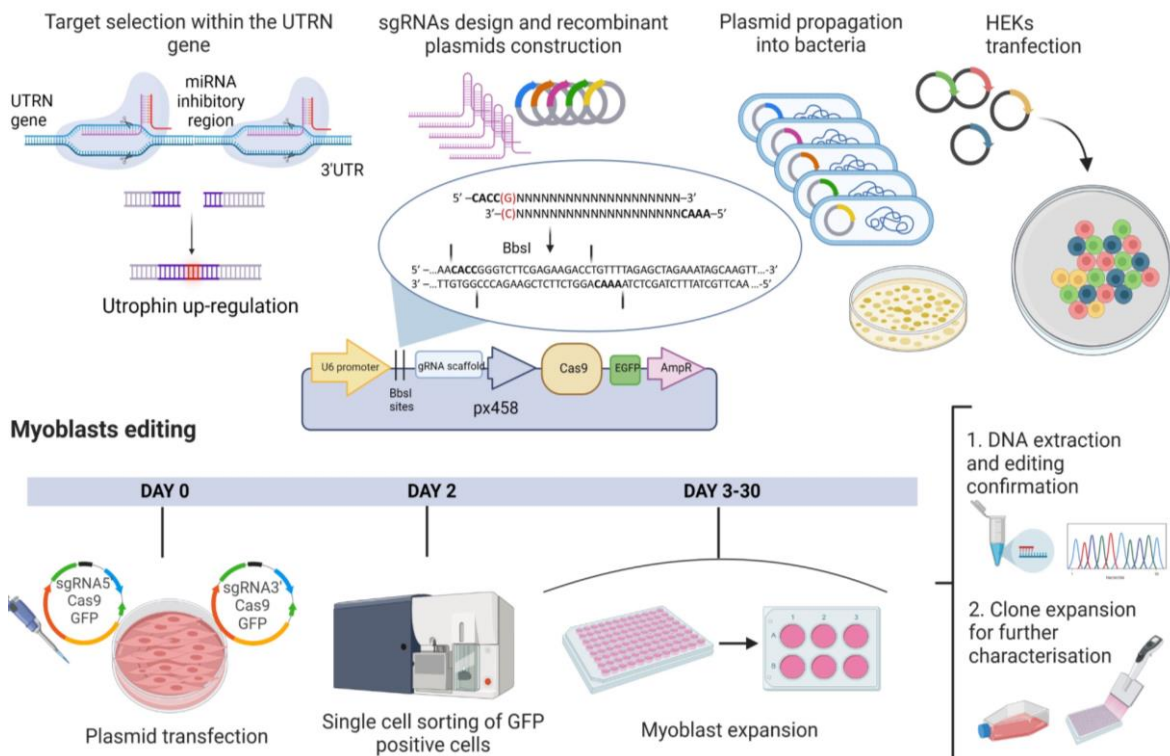 Target selection within the UTRN
gene
sgRNAs design and recombinant
plasmids construction
Plasmid propagation
into bacteria
HEKs
tranfection
UTRN
gene
miRNA
inhibitory
region
3'UTR
Utrophin up-regulation
5' –CACC(G)NNNNNNNNNNNNNNNNNNN–3'
3'–(C)NNNNNNNNNNNNNNNNNNNCAAA–5'
BbsI
5' –...AACACCGGGTCTTCGAGAAGACCTGTTTTAGAGCTAGAAATAGCAAGTT...-3'
3' –...TTGTGGCCCAGAAGCTCTTCTGGACAAAATCTCGATCTTTATCGTTCAA ...-5'
U6 promoter
gRNA scaffold
Cas9
EGFP
AmpR
BbsI
sites
px458
Myoblasts editing
DAY 0
DAY 2
DAY 3-30
sgRNA5'
Cas9
GFP
sgRNA3'
Cas9
GFP
1 2 3
A
B
Plasmid transfection
Single cell sorting of GFP
positive cells
Myoblast expansion
1. DNA extraction
and editing
confirmation
2. Clone expansion
for further
characterisation